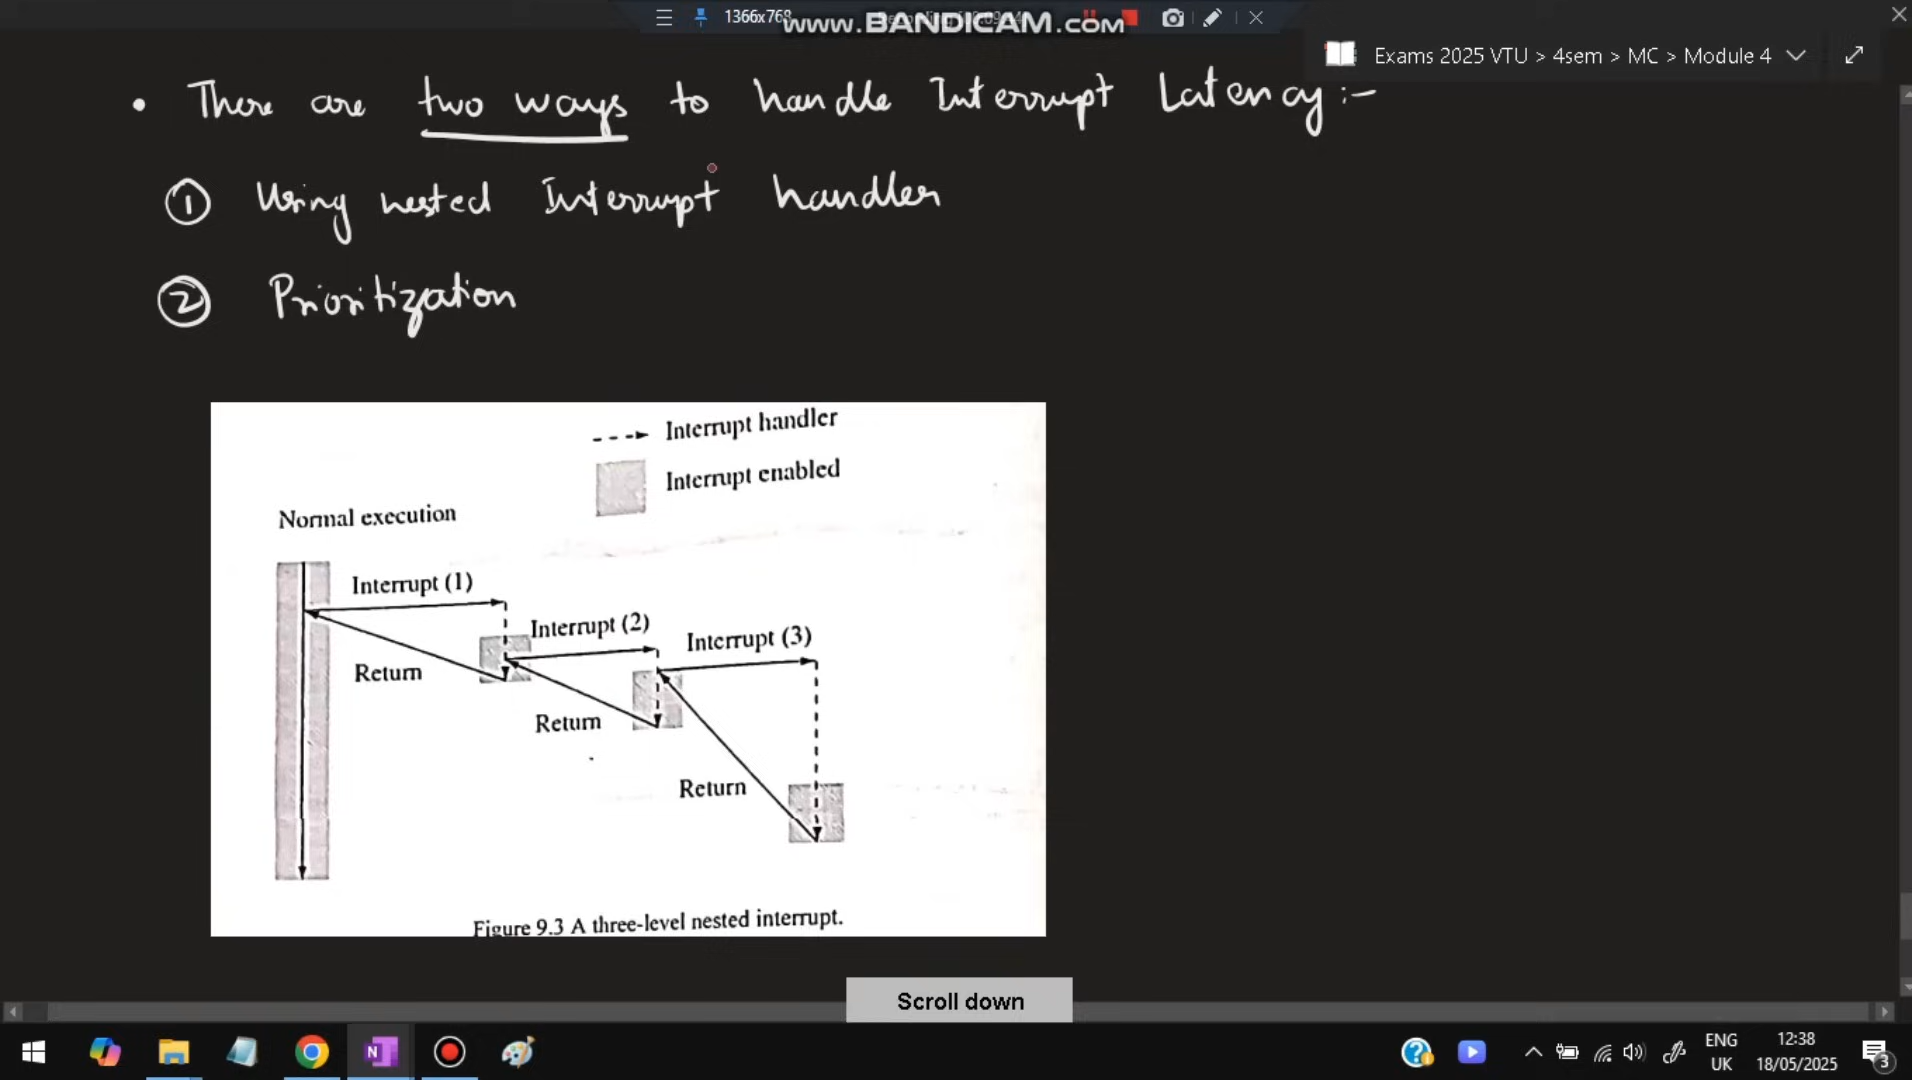 1366x768
www.BANDICAM.com
Exams 2025 VTU > 4sem > MC > Module 4
• There are two ways to handle Interrupt Latency :-
① Using nested Interrupt handler
② Prioritization
Interrupt handler
Interrupt enabled
Normal execution
Interrupt (1)
Interrupt (2)
Interrupt (3)
Return
Return
Return
Figure 9.3 A three-level nested interrupt.
Scroll down
ENG
UK
12:38
18/05/2025
3